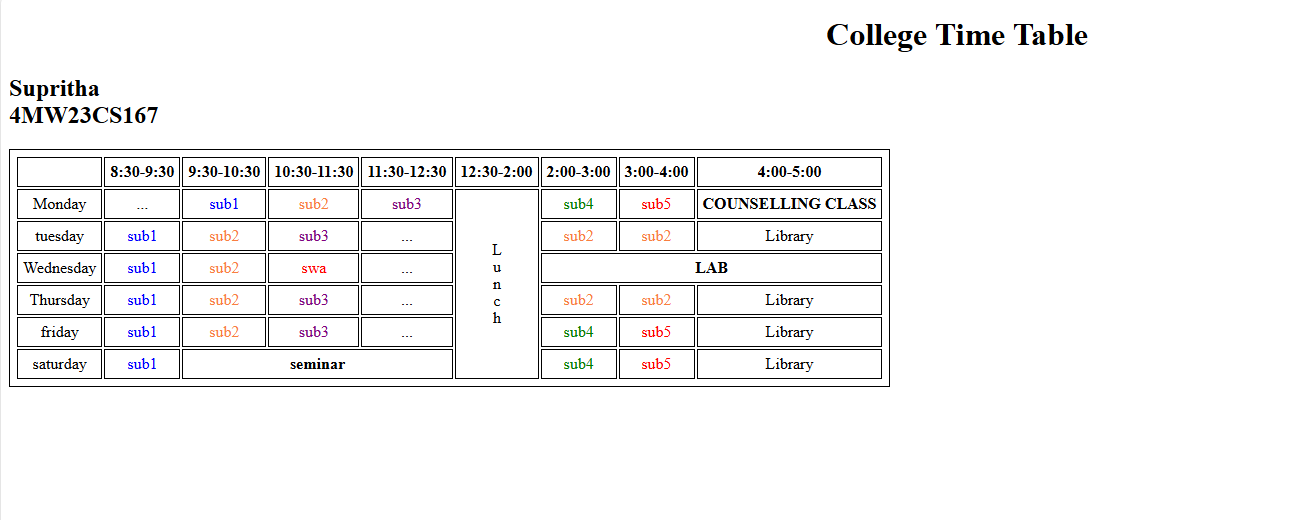 College Time Table
Supritha
4MW23CS167
8:30-9:30 9:30-10:30 10:30-11:30 11:30-12:30 12:30-2:00 2:00-3:00 3:00-4:00 4:00-5:00
Monday ... sub1 sub2 sub3 sub4 sub5 COUNSELLING CLASS
tuesday sub1 sub2 sub3 ... sub2 sub2 Library
Wednesday sub1 sub2 swa ... LAB
Thursday sub1 sub2 sub3 ... sub2 sub2 Library
friday sub1 sub2 sub3 ... sub4 sub5 Library
saturday sub1 seminar sub4 sub5 Library
L
u
n
c
h